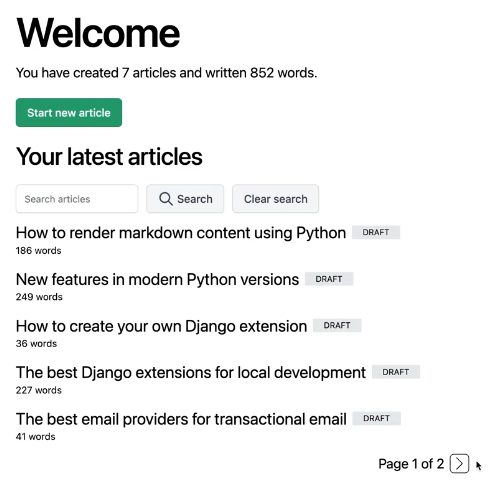 Welcome
You have created 7 articles and written 852 words.
Start new article
Your latest articles
Search articles Search Clear search
How to render markdown content using Python DRAFT
186 words
New features in modern Python versions DRAFT
249 words
How to create your own Django extension DRAFT
36 words
The best Django extensions for local development DRAFT
227 words
The best email providers for transactional email DRAFT
41 words
Page 1 of 2